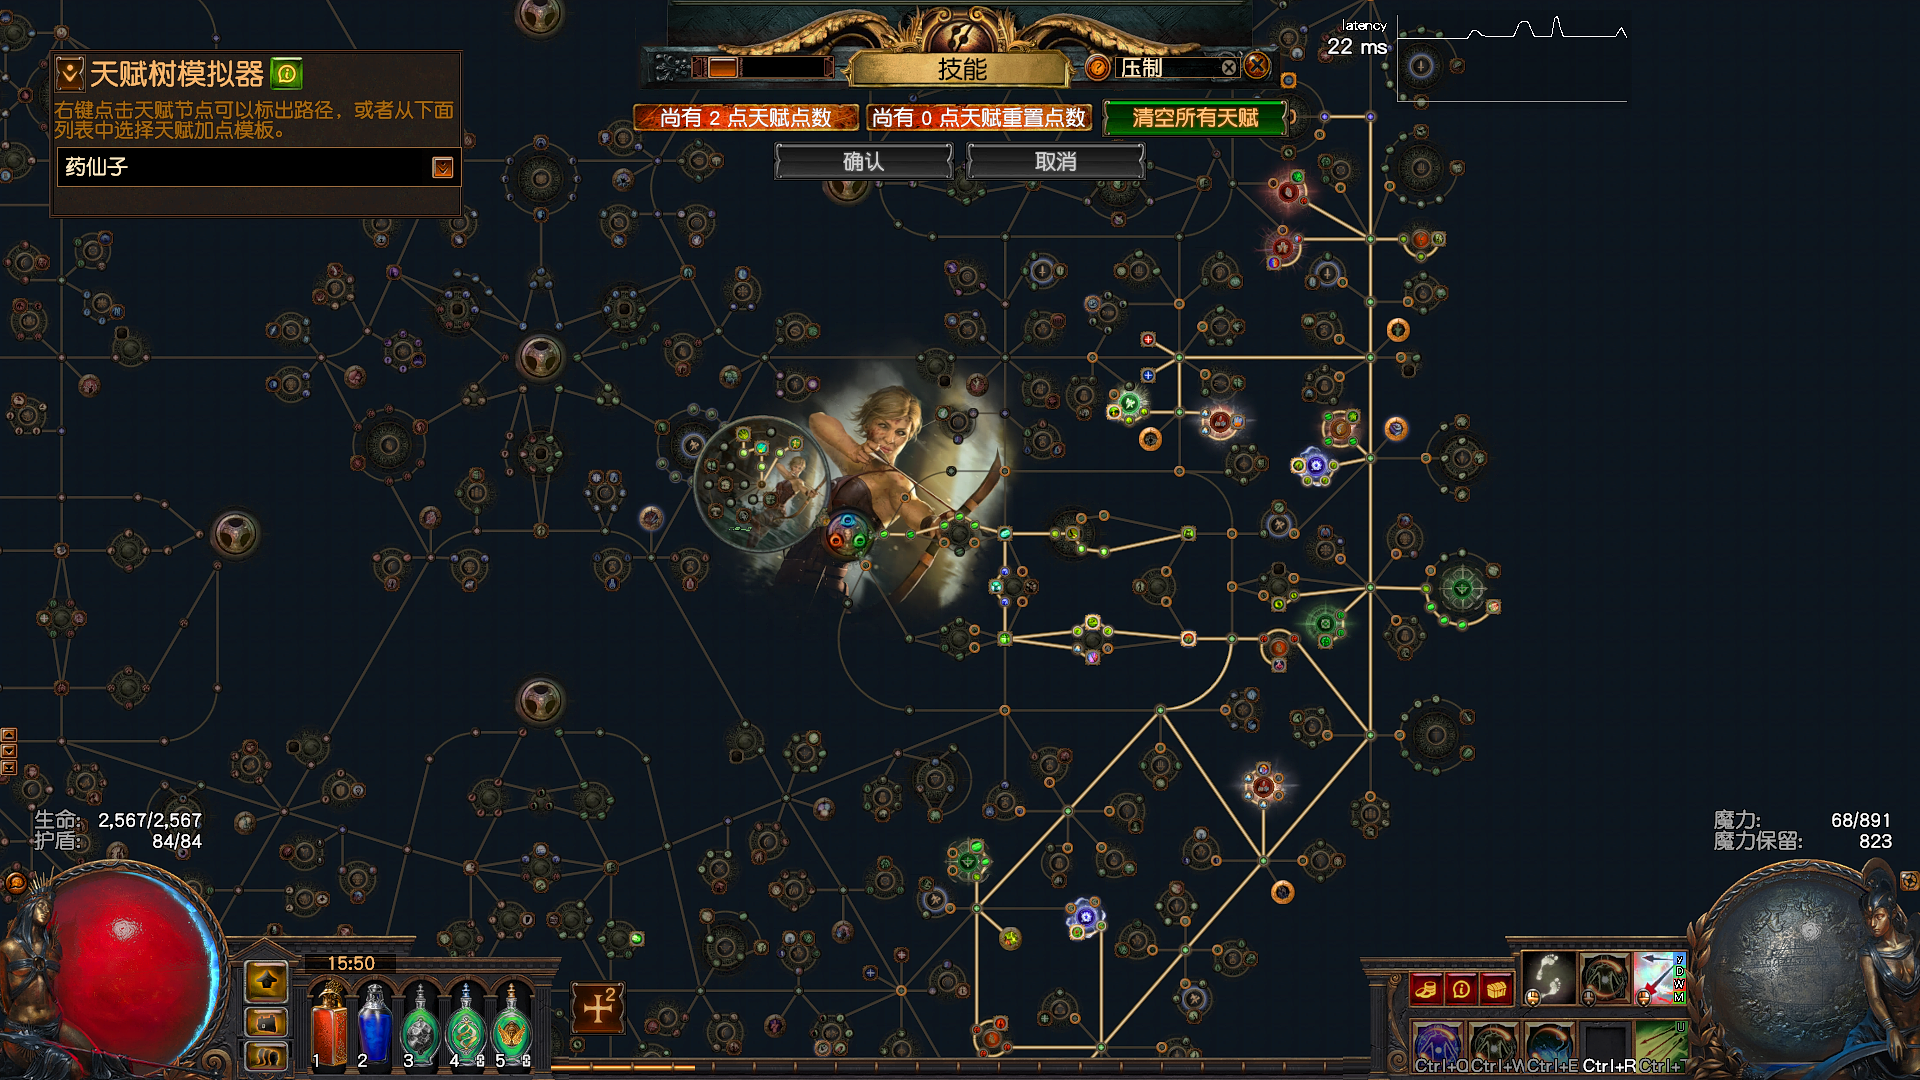 latency
22 ms
天赋树模拟器
右键点击天赋节点可以标出路径，或者从下面
列表中选择天赋加点模板。
药仙子
技能
压制
尚有 2 点天赋点数
尚有 0 点天赋重置点数
清空所有天赋
确认
取消
生命: 2,567/2,567
护盾: 84/84
魔力: 68/891
魔力保留: 823
15:50
1 2 3 4 5
2
y
D
W
M
U
Ctrl+Q Ctrl+W Ctrl+E Ctrl+R Ctrl+T